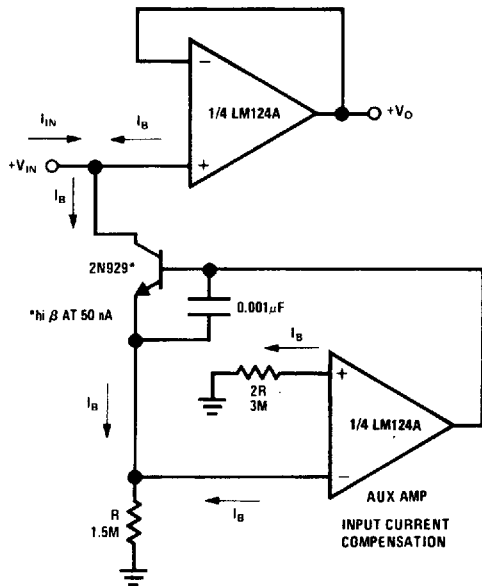 −
1/4 LM124A
+V_O
I_IN
I_B
+
+V_IN
I_B
2N929*
*hi β AT 50 nA
0.001μF
I_B
+
2R
3M
1/4 LM124A
I_B
−
AUX AMP
R
1.5M
I_B
INPUT CURRENT
COMPENSATION